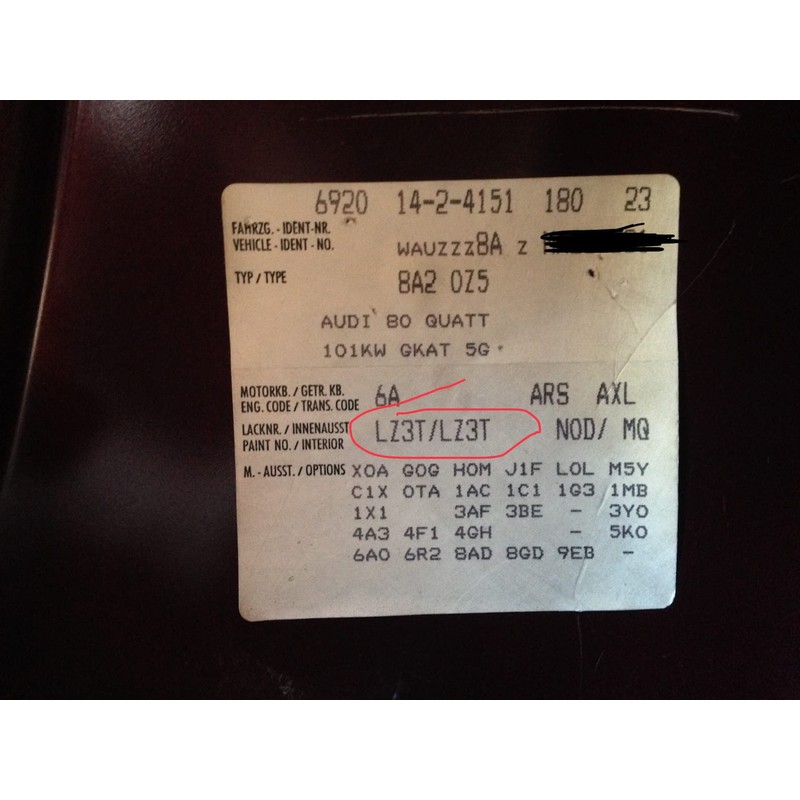 6920 14-2-4151 180 23
FAHRZG. - IDENT-NR.
VEHICLE - IDENT - NO. WAUZZZ8A Z
TYP / TYPE 8A2 0Z5
AUDI 80 QUATT
101KW GKAT 5G
MOTORKB. / GETR. KB.
ENG. CODE / TRANS. CODE 6A ARS AXL
LACKNR. / INNENAUSST
PAINT NO. / INTERIOR LZ3T/LZ3T NOD/ MQ
M. - AUSST. / OPTIONS X0A G0G H0M J1F L0L M5Y
C1X 0TA 1AC 1C1 1G3 1MB
1X1 3AF 3BE - 3Y0
4A3 4F1 4GH - 5K0
6A0 6R2 8AD 8GD 9EB -